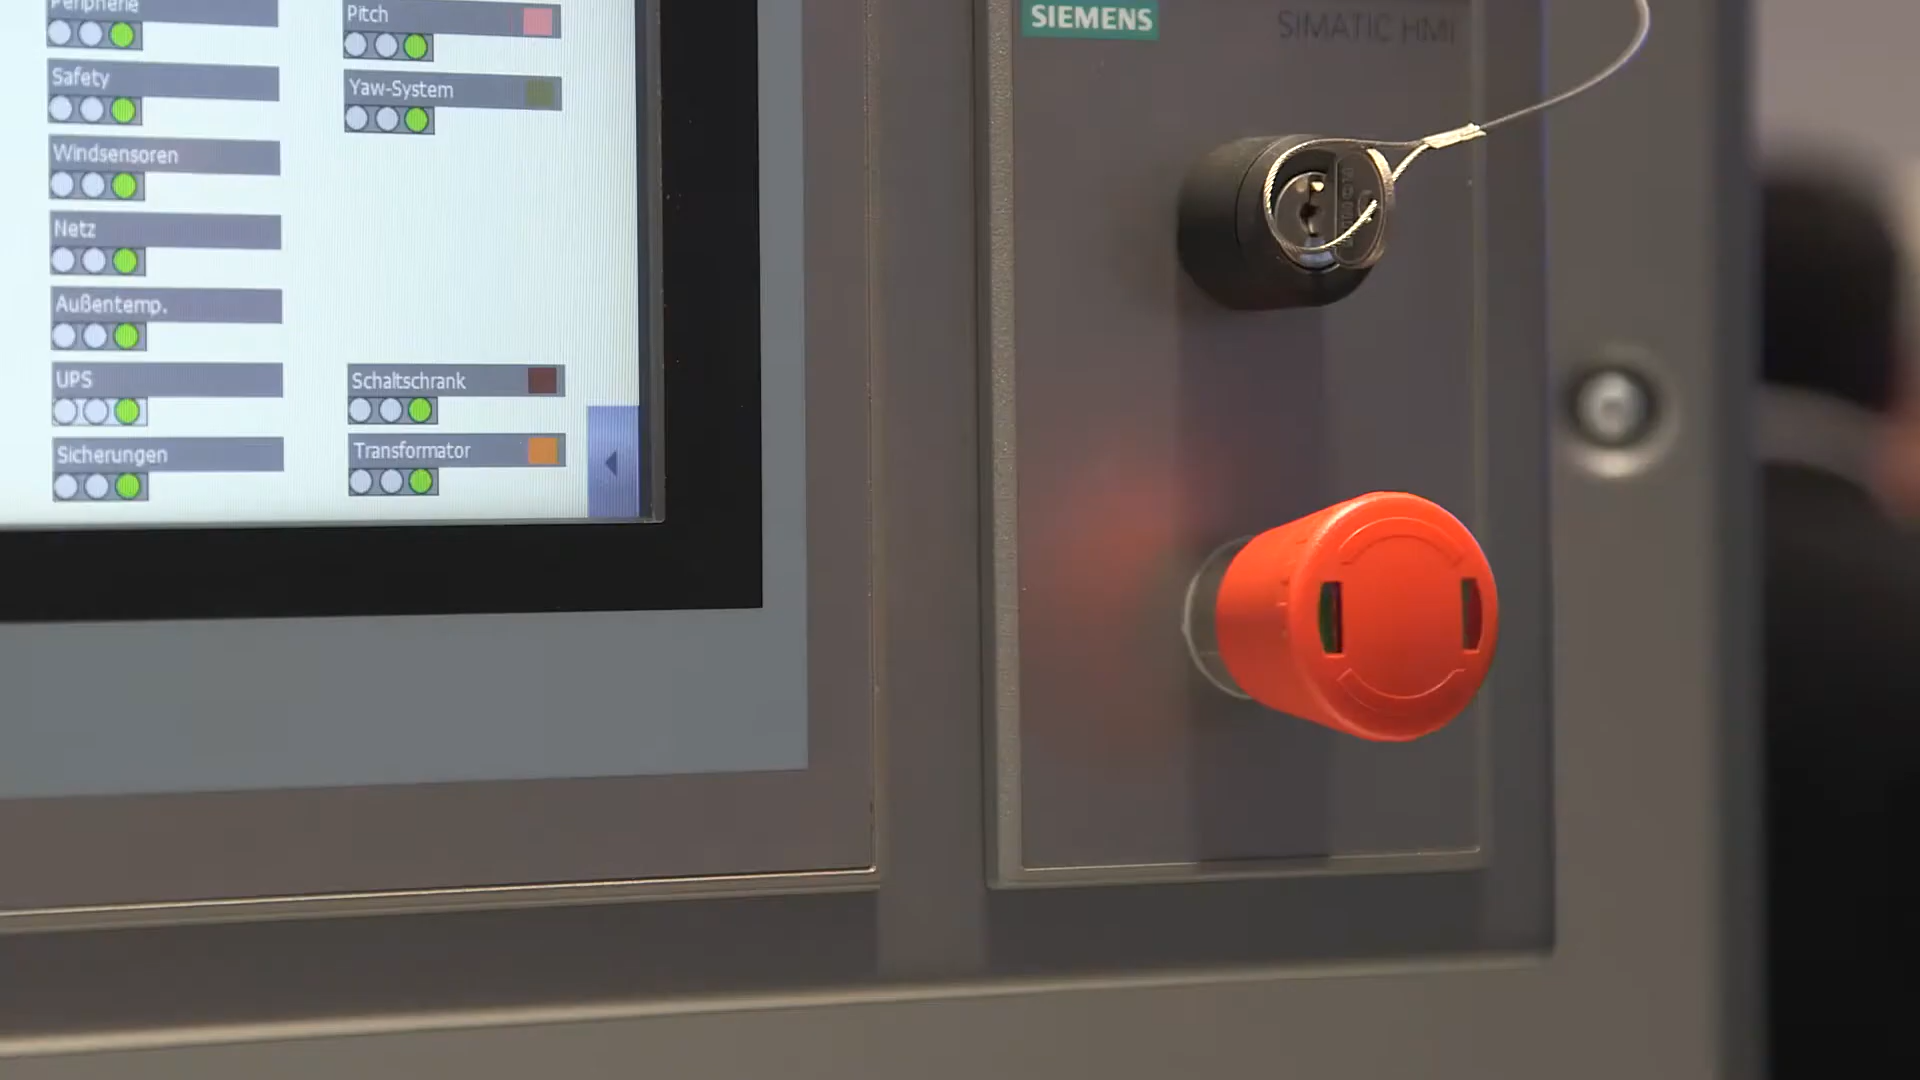 Peripherie
Safety
Windsensoren
Netz
Außentemp.
UPS
Sicherungen
Pitch
Yaw-System
Schaltschrank
Transformator
SIEMENS
SIMATIC HMI